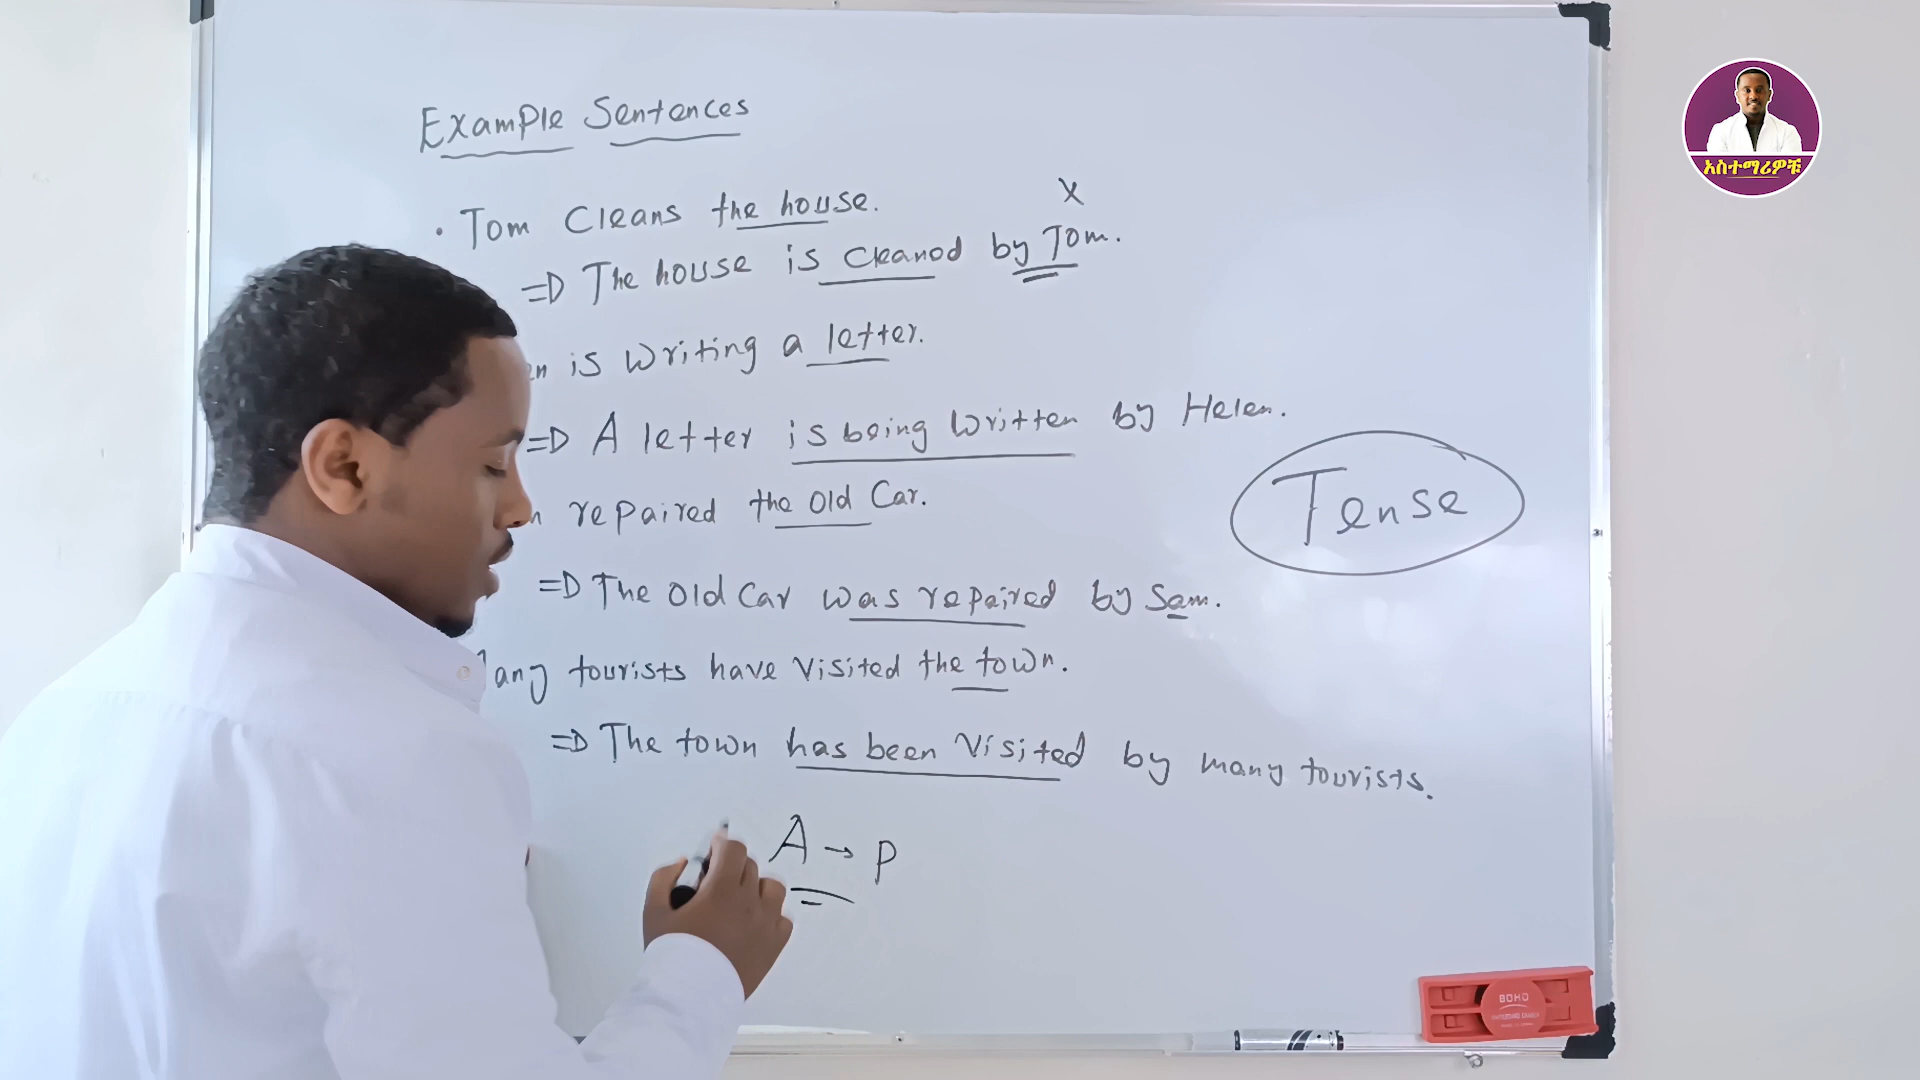 Example Sentences
• Tom Cleans the house.
X
⇒ The house is cleaned by Tom.
en is Writing a letter.
⇒ A letter is being Written by Helen.
repaired the old Car.
⇒ The old Car was repaired by Sam.
Many tourists have Visited the town.
⇒ The town has been Visited by many tourists.
A → P
Tense
አስተማሪዎቹ
BOHO